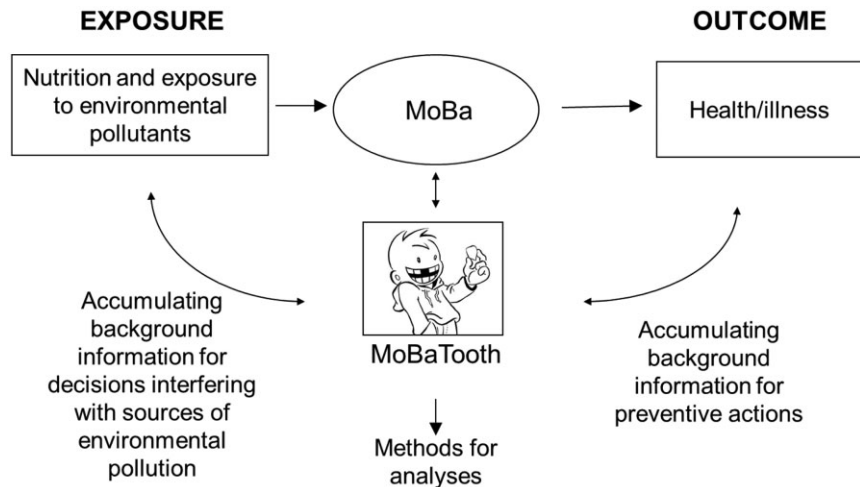 EXPOSURE
OUTCOME
Nutrition and exposure
to environmental
pollutants
MoBa
Health/illness
MoBaTooth
Accumulating
background
information for
decisions interfering
with sources of
environmental
pollution
Accumulating
background
information for
preventive actions
Methods for
analyses